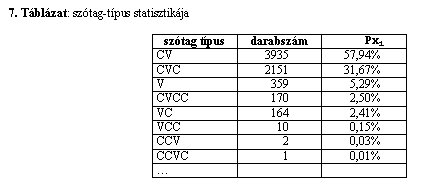 7. Táblázat: szótag-típus statisztikája
szótag típus darabszám Px₁
CV 3935 57,94%
CVC 2151 31,67%
V 359 5,29%
CVCC 170 2,50%
VC 164 2,41%
VCC 10 0,15%
CCV 2 0,03%
CCVC 1 0,01%
...